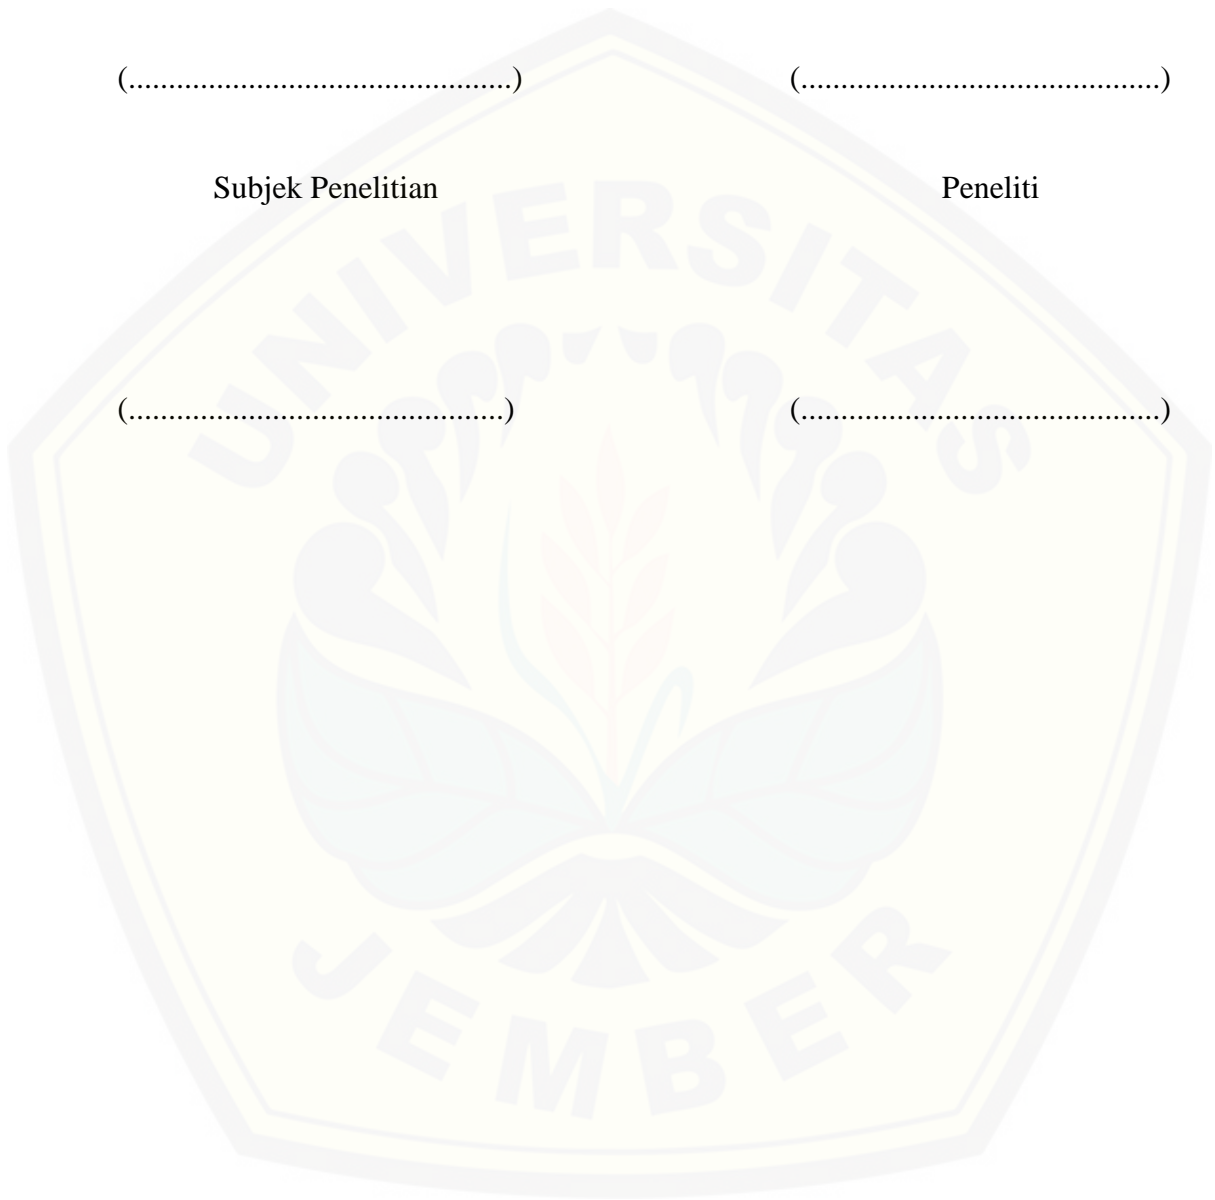 (................................................) (.............................................)
Subjek Penelitian Peneliti
(...............................................) (.............................................)
UNIVERSITAS
JEMBER